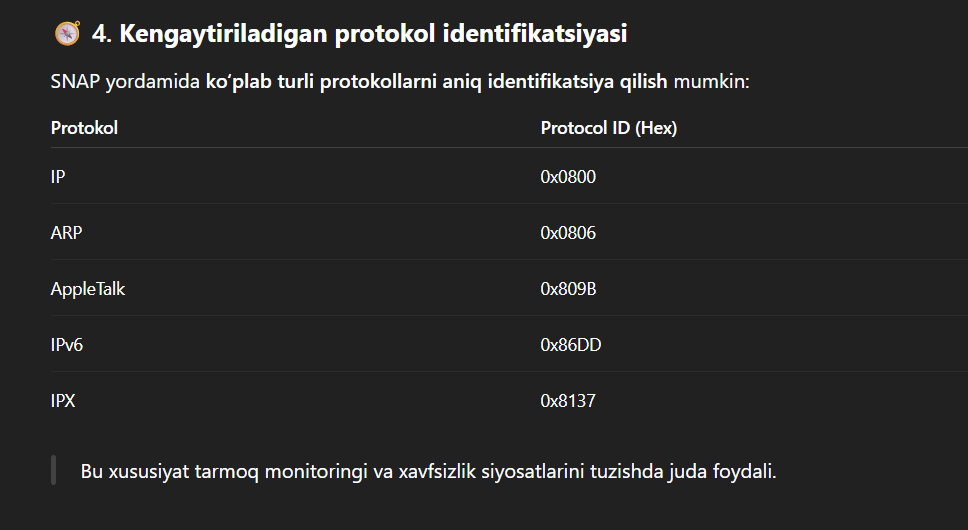 🧭 4. Kengaytiriladigan protokol identifikatsiyasi
SNAP yordamida ko‘plab turli protokollarni aniq identifikatsiya qilish mumkin:
Protokol Protocol ID (Hex)
IP 0x0800
ARP 0x0806
AppleTalk 0x809B
IPv6 0x86DD
IPX 0x8137
Bu xususiyat tarmoq monitoringi va xavfsizlik siyosatlarini tuzishda juda foydali.